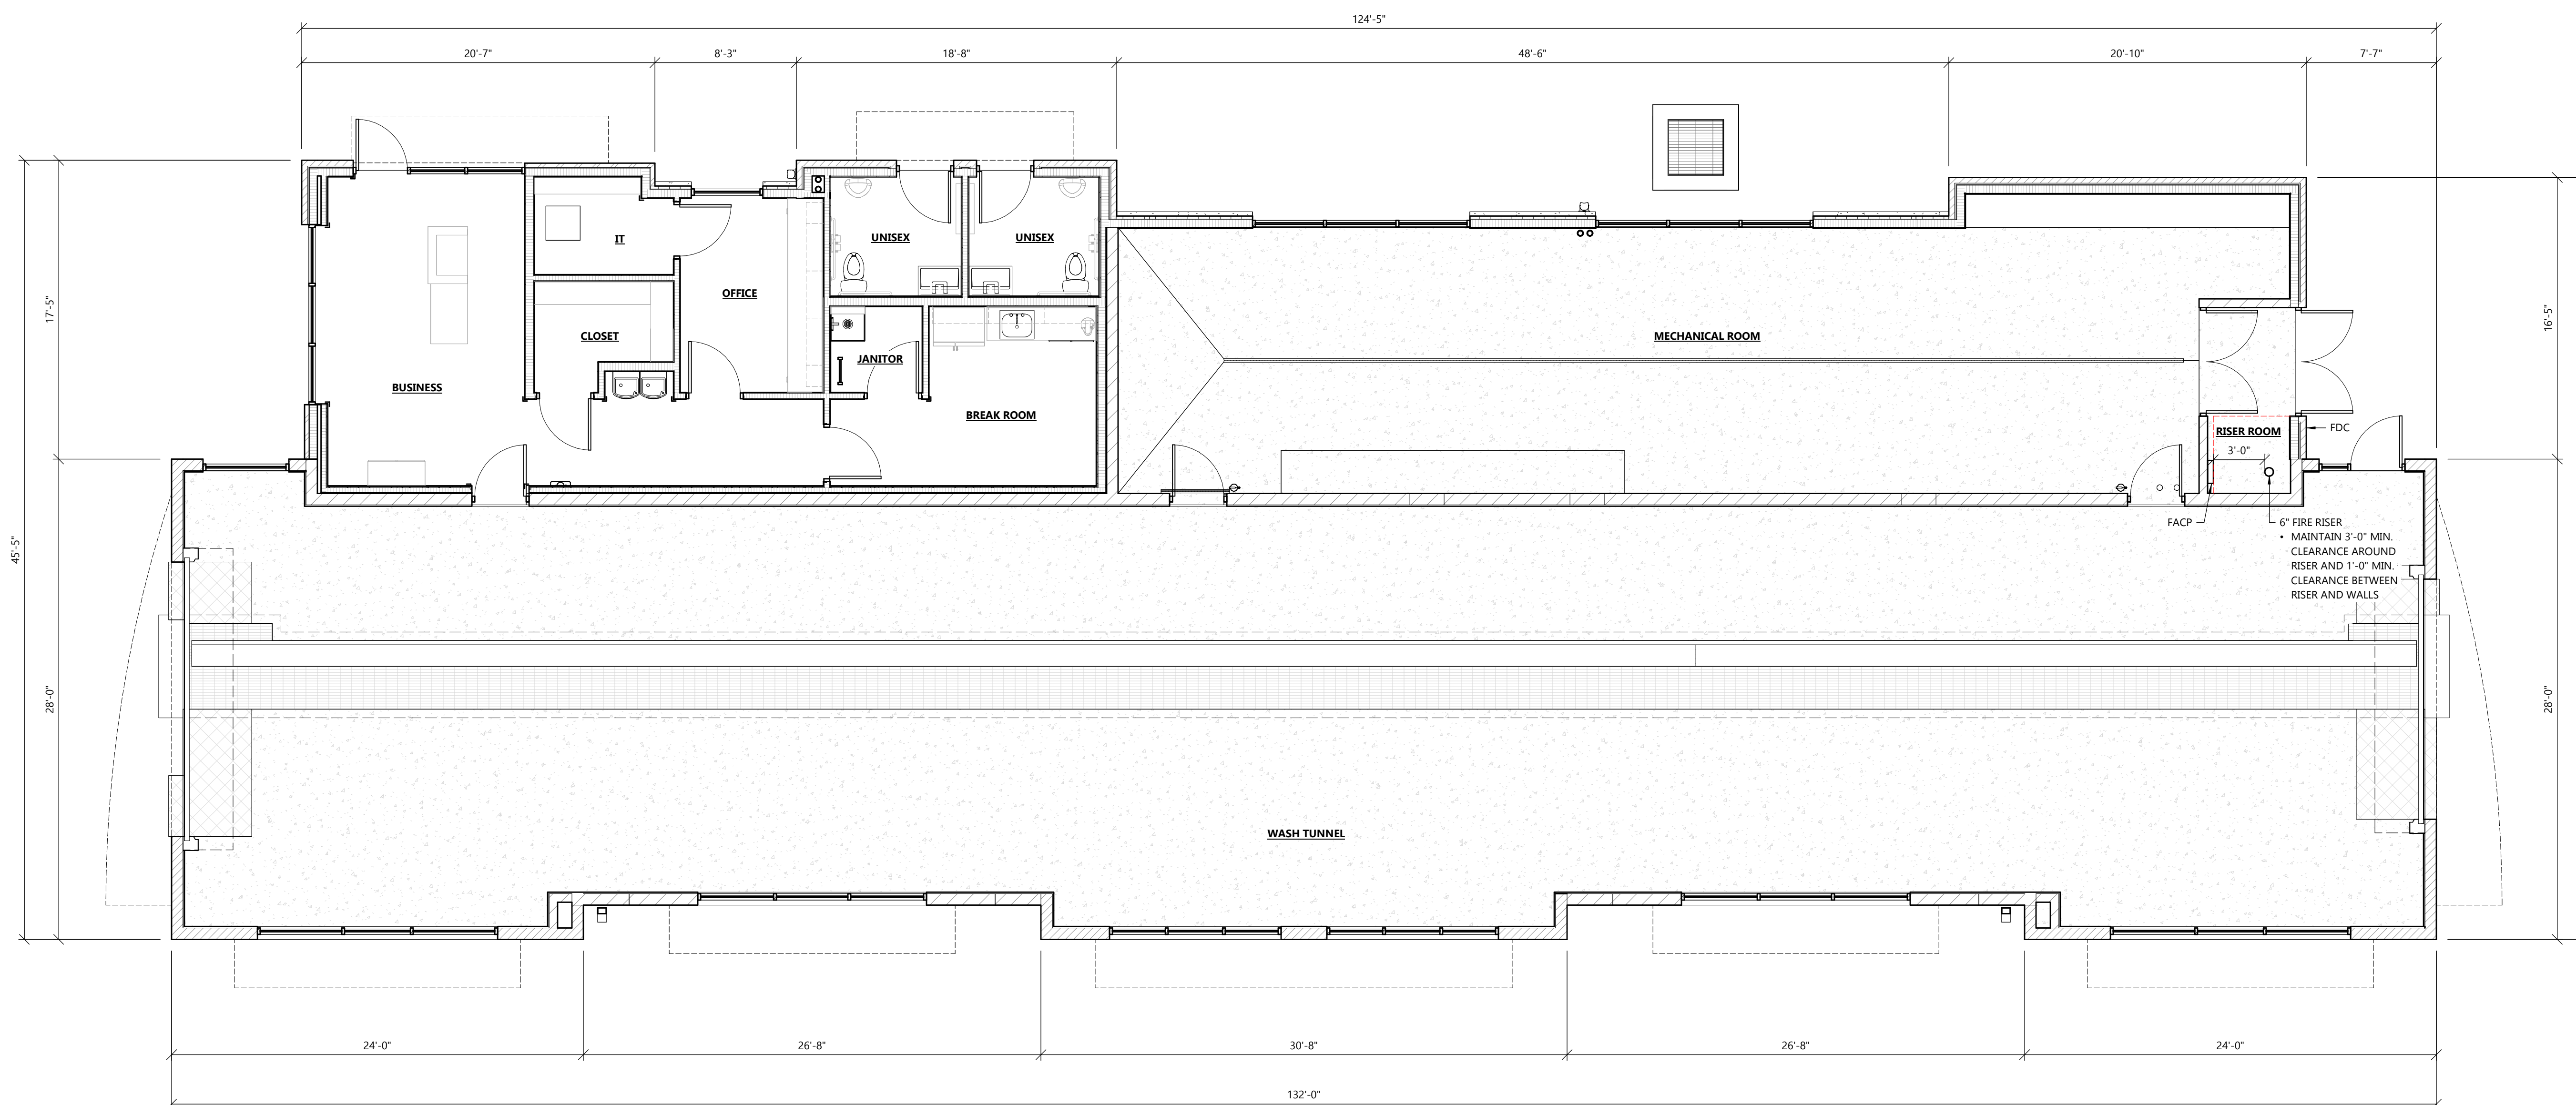 124'-5"
20'-7"
8'-3"
18'-8"
48'-6"
20'-10"
7'-7"
17'-5"
16'-5"
45'-5"
28'-0"
28'-0"
IT
UNISEX
UNISEX
OFFICE
CLOSET
JANITOR
BUSINESS
BREAK ROOM
MECHANICAL ROOM
RISER ROOM
FDC
3'-0"
FACP
6" FIRE RISER
• MAINTAIN 3'-0" MIN.
CLEARANCE AROUND
RISER AND 1'-0" MIN.
CLEARANCE BETWEEN
RISER AND WALLS
WASH TUNNEL
24'-0"
26'-8"
30'-8"
26'-8"
24'-0"
132'-0"